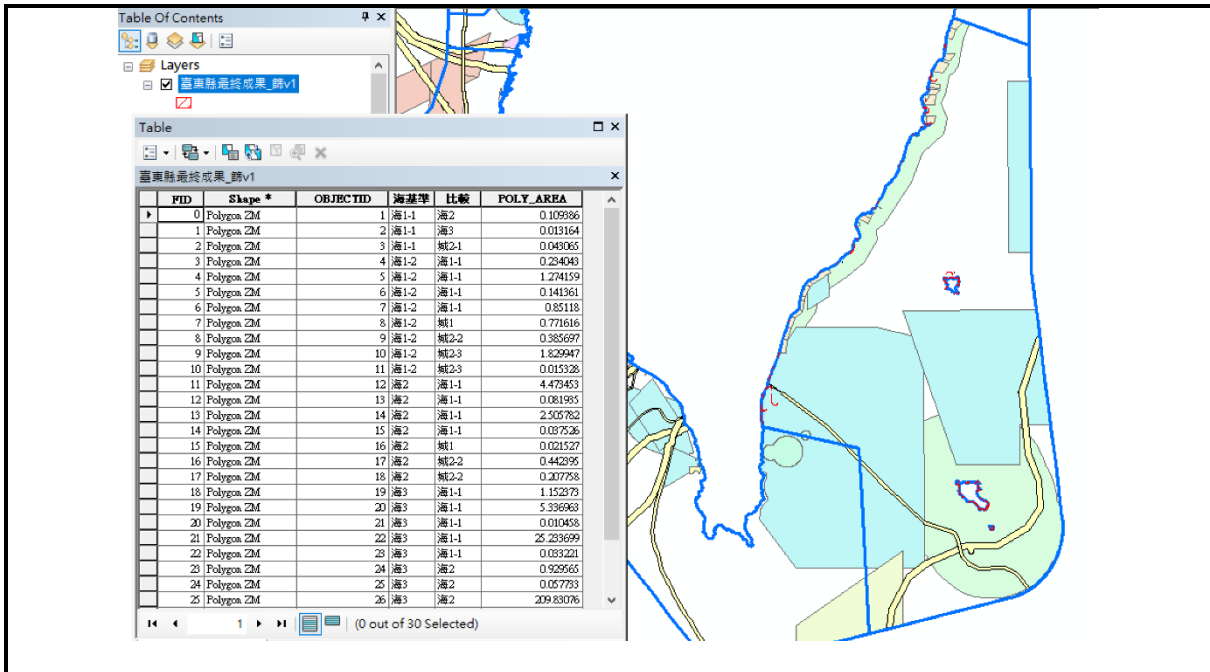 Table Of Contents
Layers
臺東縣最終成果_篩v1
Table
臺東縣最終成果_篩v1
FID Shape * OBJECTID 海基準 比較 POLY_AREA
0 Polygon ZM 1 海1-1 海2 0.109386
1 Polygon ZM 2 海1-1 海3 0.013164
2 Polygon ZM 3 海1-1 城2-1 0.043065
3 Polygon ZM 4 海1-2 海1-1 0.234043
4 Polygon ZM 5 海1-2 海1-1 1.274159
5 Polygon ZM 6 海1-2 海1-1 0.141361
6 Polygon ZM 7 海1-2 海1-1 0.85118
7 Polygon ZM 8 海1-2 城1 0.771616
8 Polygon ZM 9 海1-2 城2-2 0.385697
9 Polygon ZM 10 海1-2 城2-3 1.829947
10 Polygon ZM 11 海1-2 城2-3 0.015328
11 Polygon ZM 12 海2 海1-1 4.473453
12 Polygon ZM 13 海2 海1-1 0.081935
13 Polygon ZM 14 海2 海1-1 2.505782
14 Polygon ZM 15 海2 海1-1 0.037526
15 Polygon ZM 16 海2 城1 0.021527
16 Polygon ZM 17 海2 城2-2 0.442395
17 Polygon ZM 18 海2 城2-2 0.207758
18 Polygon ZM 19 海3 海1-1 1.152373
19 Polygon ZM 20 海3 海1-1 5.336963
20 Polygon ZM 21 海3 海1-1 0.010458
21 Polygon ZM 22 海3 海1-1 25.233699
22 Polygon ZM 23 海3 海1-1 0.033221
23 Polygon ZM 24 海3 海2 0.929565
24 Polygon ZM 25 海3 海2 0.057733
25 Polygon ZM 26 海3 海2 209.83076
1 (0 out of 30 Selected)